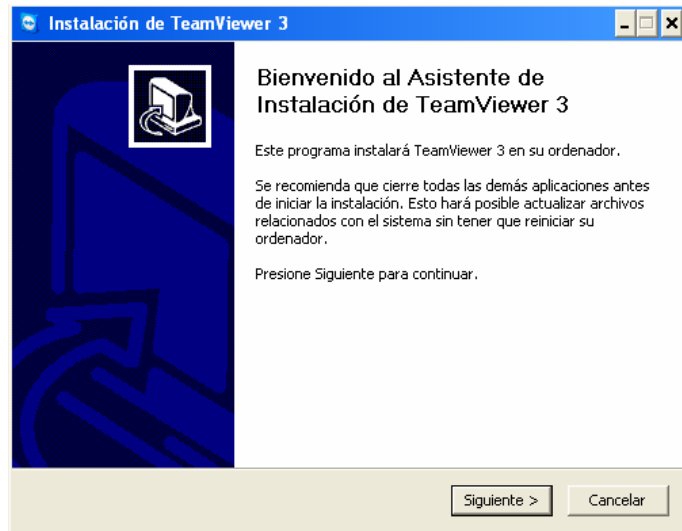 Instalación de TeamViewer 3
Bienvenido al Asistente de
Instalación de TeamViewer 3
Este programa instalará TeamViewer 3 en su ordenador.
Se recomienda que cierre todas las demás aplicaciones antes
de iniciar la instalación. Esto hará posible actualizar archivos
relacionados con el sistema sin tener que reiniciar su
ordenador.
Presione Siguiente para continuar.
Siguiente >
Cancelar